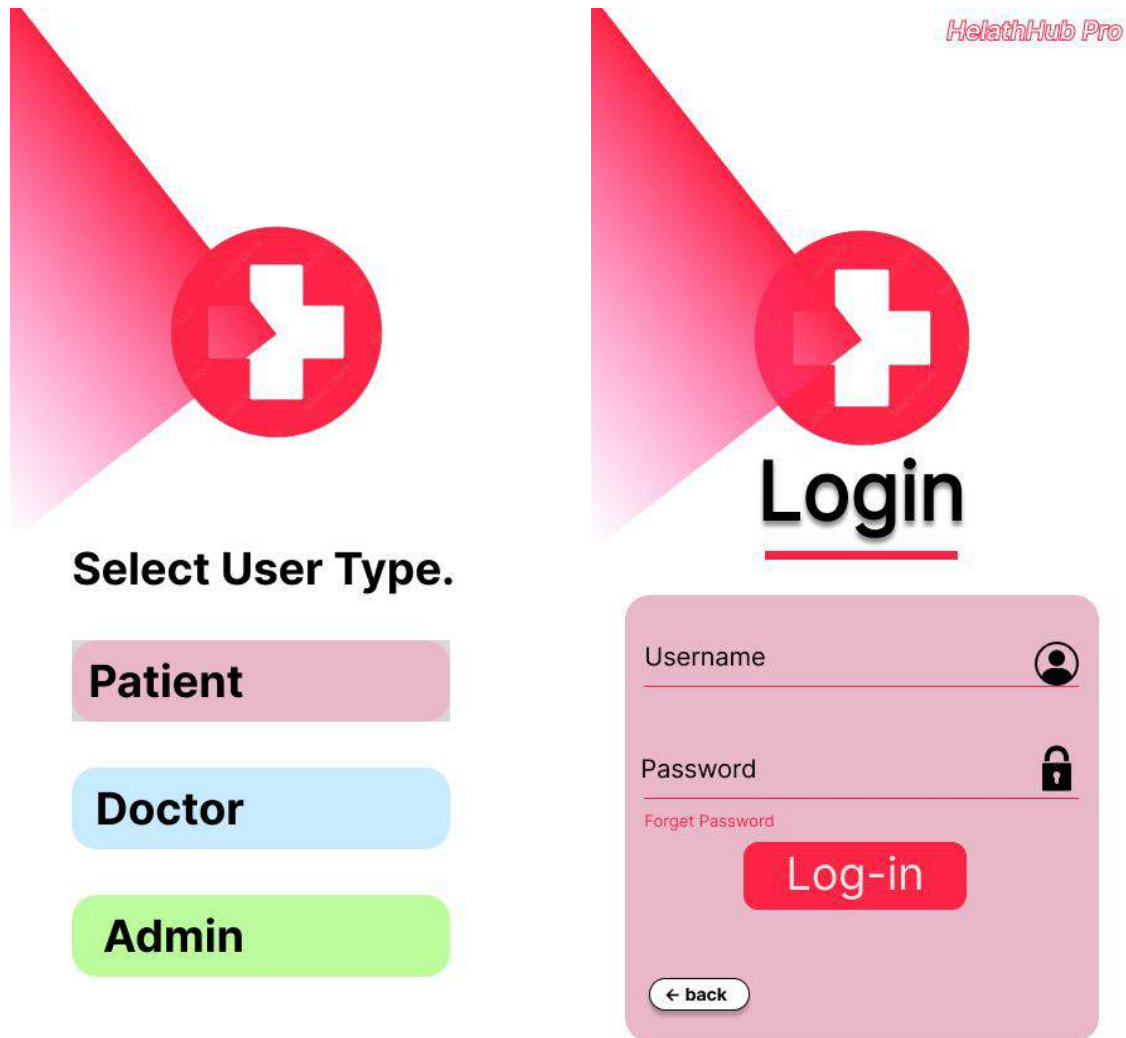 Select User Type.
Patient
Doctor
Admin
HelathHub Pro
Login
Username
Password
Forget Password
Log-in
← back